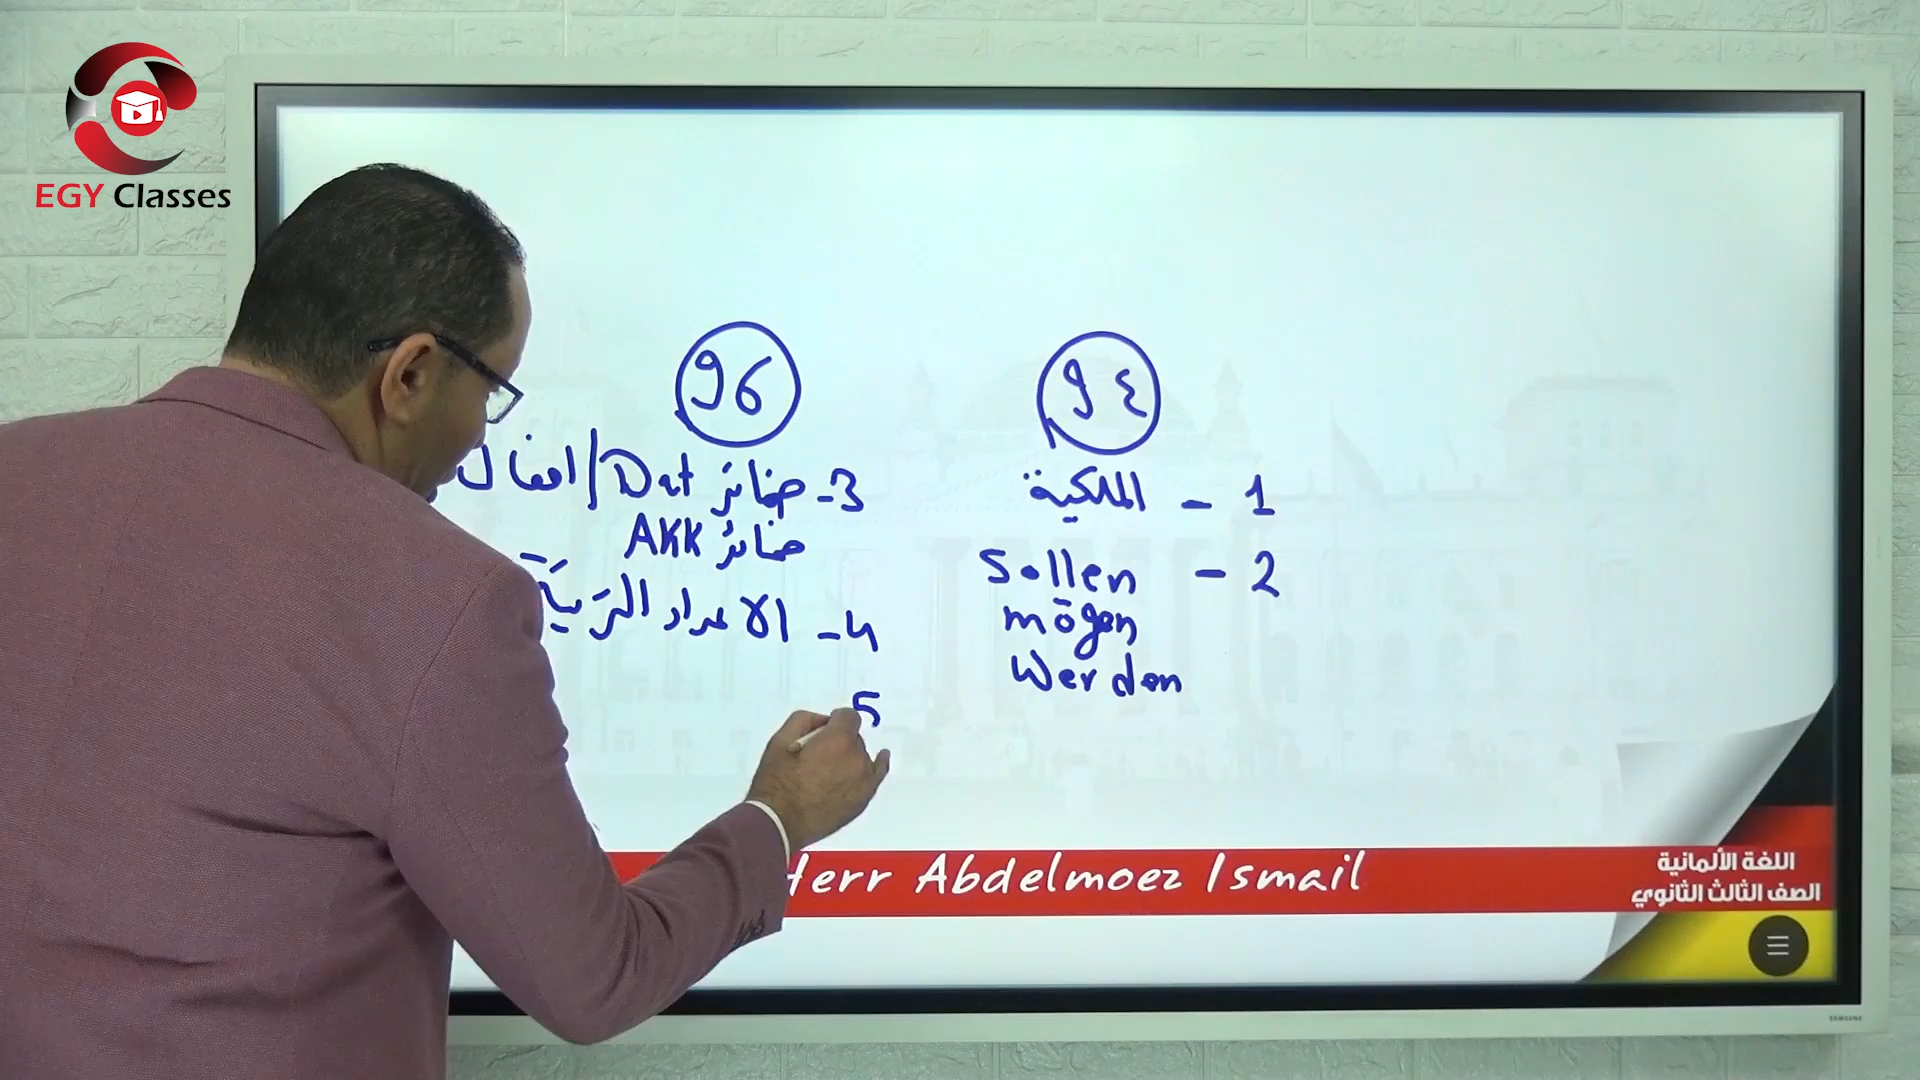 EGY Classes
94
1 - الملكية
2 - Sollen
mögen
Werden
96
3- ضمائر Dat / افعال
ضمائر AKK
4- الاعداد الترتيبية
5
Herr Abdelmoez Ismail
اللغة الألمانية
الصف الثالث الثانوي
SAMSUNG